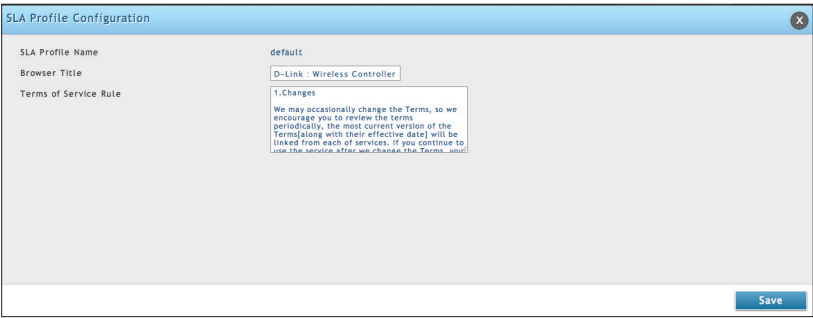 SLA Profile Configuration
X
SLA Profile Name
default
Browser Title
D-Link : Wireless Controller
Terms of Service Rule
1.Changes
We may occasionally change the Terms, so we
encourage you to review the terms
periodically, the most current version of the
Terms[along with their effective date] will be
linked from each of services. If you continue to
use the service after we change the Terms, you
Save